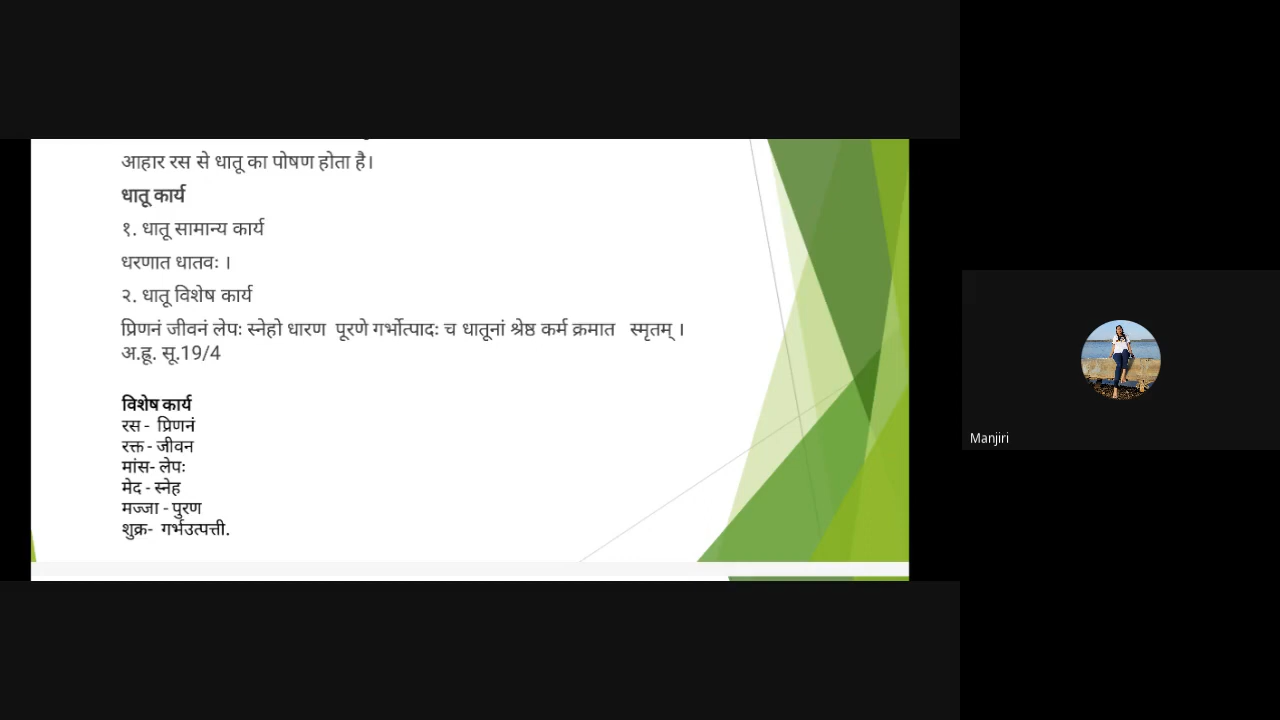 आहार रस से धातू का पोषण होता है।
धातू कार्य
१. धातू सामान्य कार्य
धरणात धातवः ।
२. धातू विशेष कार्य
प्रिणनं जीवनं लेपः स्नेहो धारण पूरणे गर्भोत्पादः च धातूनां श्रेष्ठ कर्म क्रमात स्मृतम् ।
अ.ह्रू. सू.19/4
विशेष कार्य
रस - प्रिणनं
रक्त - जीवन
मांस- लेपः
मेद - स्नेह
मज्जा - पुरण
शुक्र- गर्भउत्पत्ती.
Manjiri